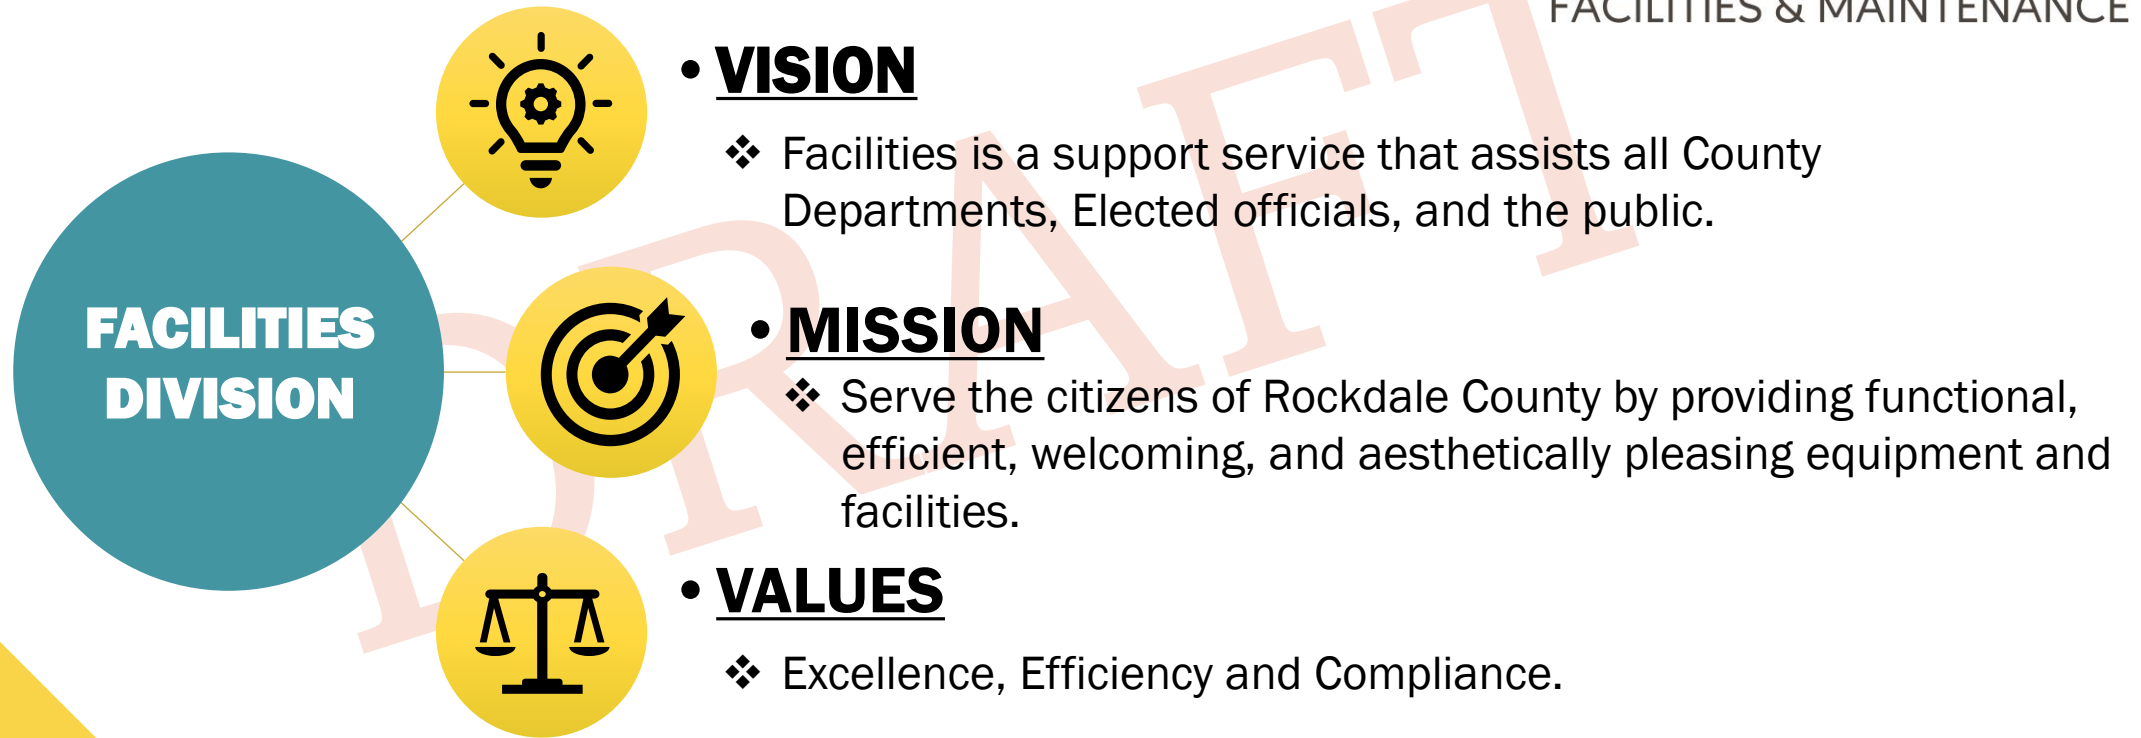 FACILITIES & MAINTENANCE
• VISION
❖ Facilities is a support service that assists all County
Departments, Elected officials, and the public.
FACILITIES
DIVISION
• MISSION
❖ Serve the citizens of Rockdale County by providing functional,
efficient, welcoming, and aesthetically pleasing equipment and
facilities.
• VALUES
❖ Excellence, Efficiency and Compliance.
DRAFT